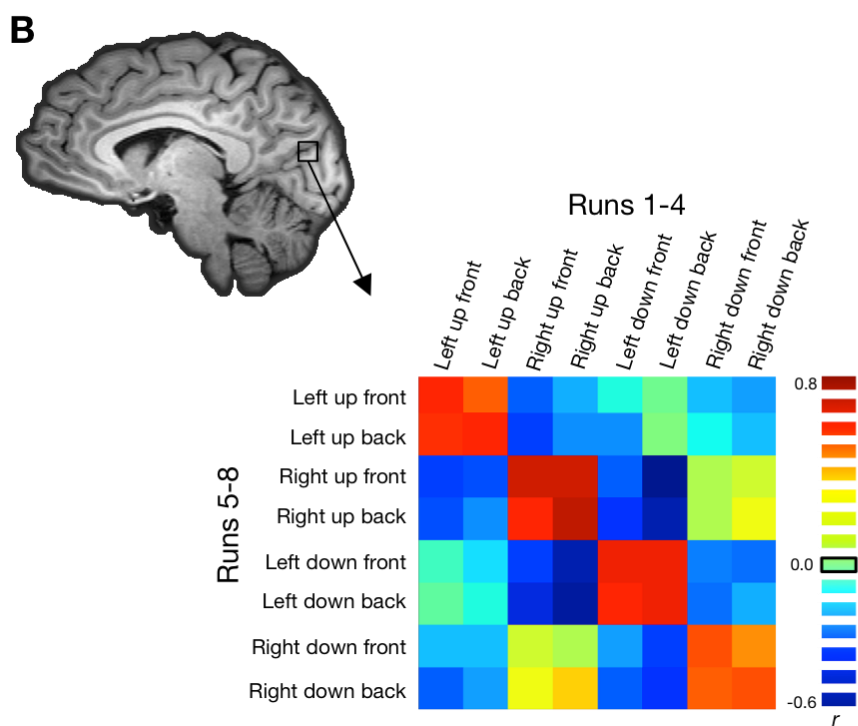 B
Runs 1-4
Left up front
Left up back
Right up front
Right up back
Left down front
Left down back
Right down front
Right down back
Runs 5-8
Left up front
Left up back
Right up front
Right up back
Left down front
Left down back
Right down front
Right down back
0.8
0.0
-0.6
r